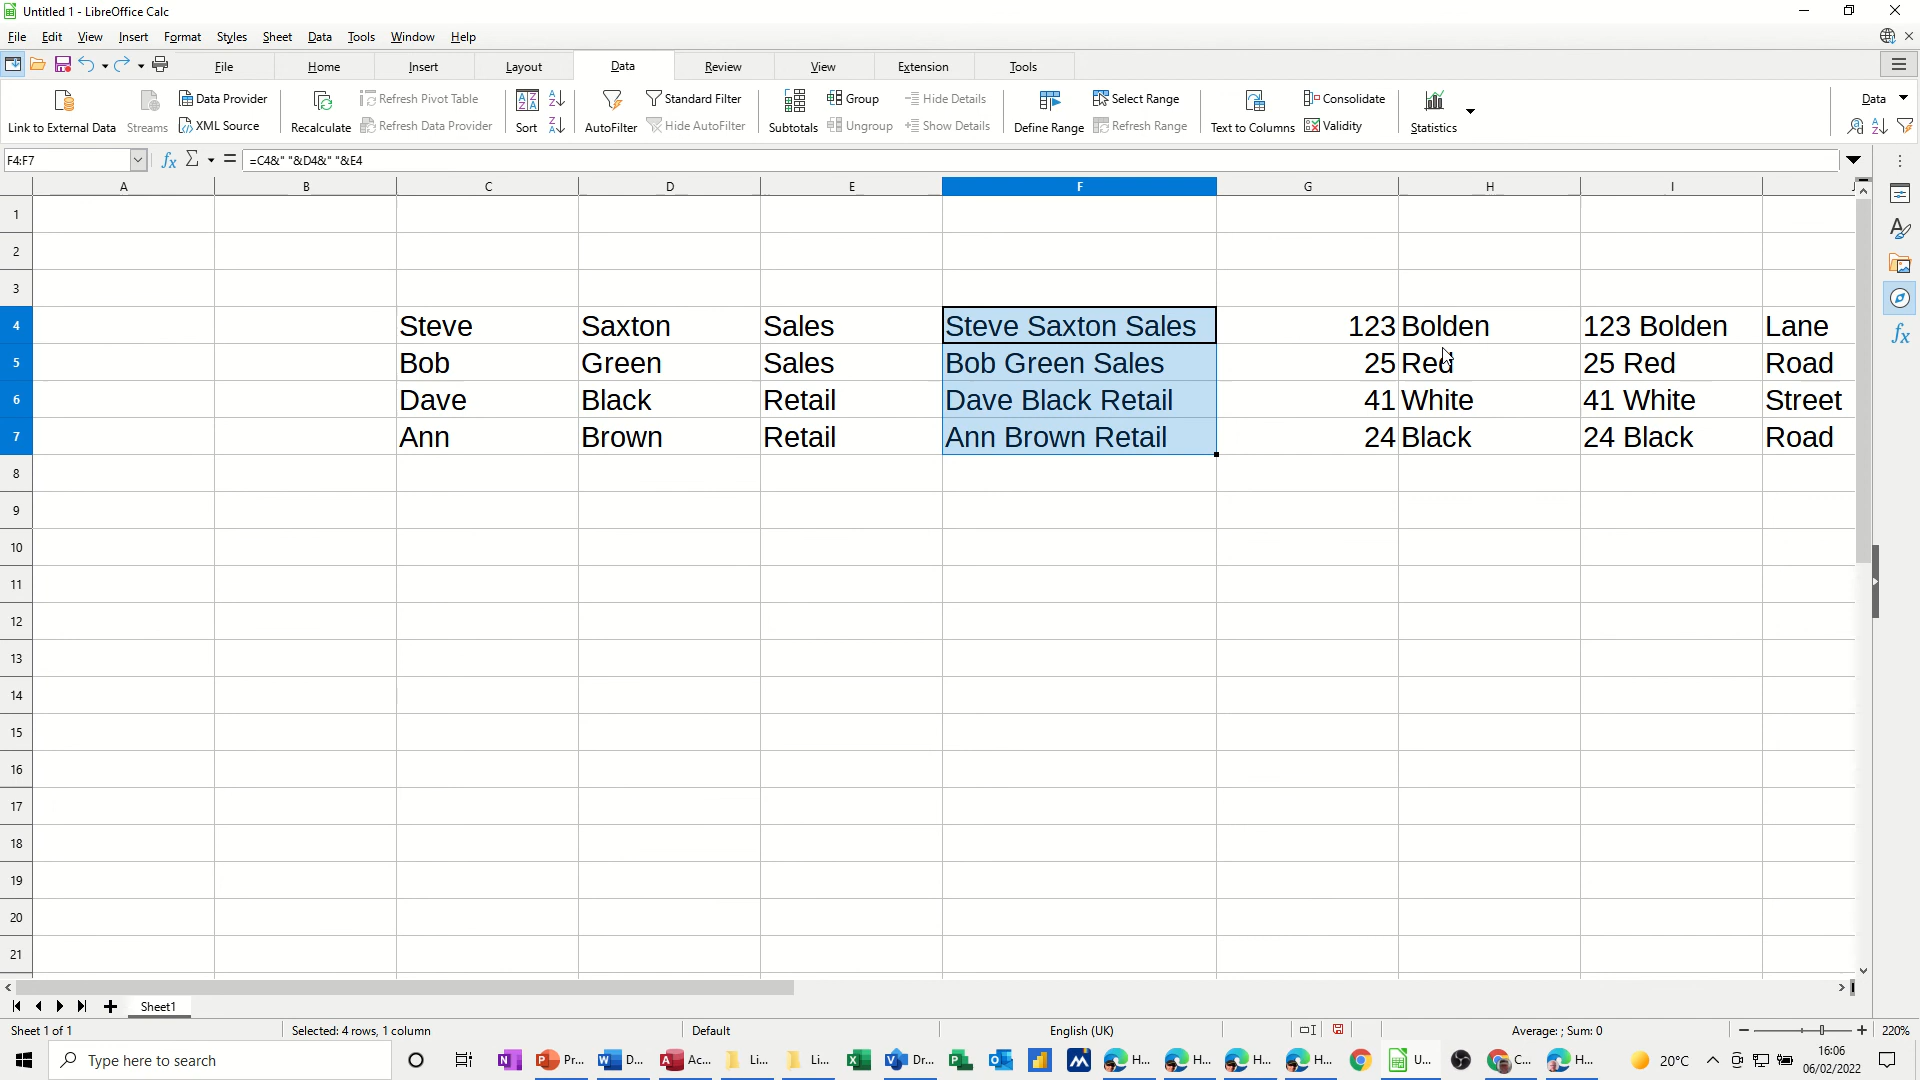 Untitled 1 - LibreOffice Calc
File Edit View Insert Format Styles Sheet Data Tools Window Help
File Home Insert Layout Data Review View Extension Tools
Link to External Data Streams Data Provider XML Source Recalculate Refresh Pivot Table Refresh Data Provider Sort AutoFilter Standard Filter Hide AutoFilter Subtotals Group Ungroup Hide Details Show Details Define Range Select Range Refresh Range Text to Columns Consolidate Validity Statistics Data
F4:F7 =C4&" "&D4&" "&E4
A B C D E F G H I
1
2
3
4 Steve Saxton Sales Steve Saxton Sales 123 Bolden 123 Bolden Lane
5 Bob Green Sales Bob Green Sales 25 Red 25 Red Road
6 Dave Black Retail Dave Black Retail 41 White 41 White Street
7 Ann Brown Retail Ann Brown Retail 24 Black 24 Black Road
8
9
10
11
12
13
14
15
16
17
18
19
20
21
Sheet1
Sheet 1 of 1 Selected: 4 rows, 1 column Default English (UK) Average: ; Sum: 0 220%
Type here to search Pr... D... Ac... Li... Li... Dr... H... H... H... H... U... C... H... 20°C 16:06
06/02/2022